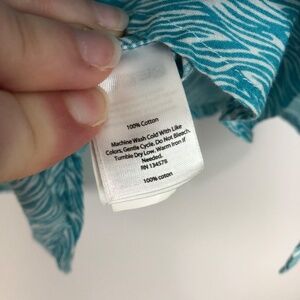 100% Cotton
Machine Wash Cold With Like
Colors, Gentle Cycle. Do Not Bleach.
Tumble Dry Low. Warm Iron If
Needed.
RN 134578
100% coton